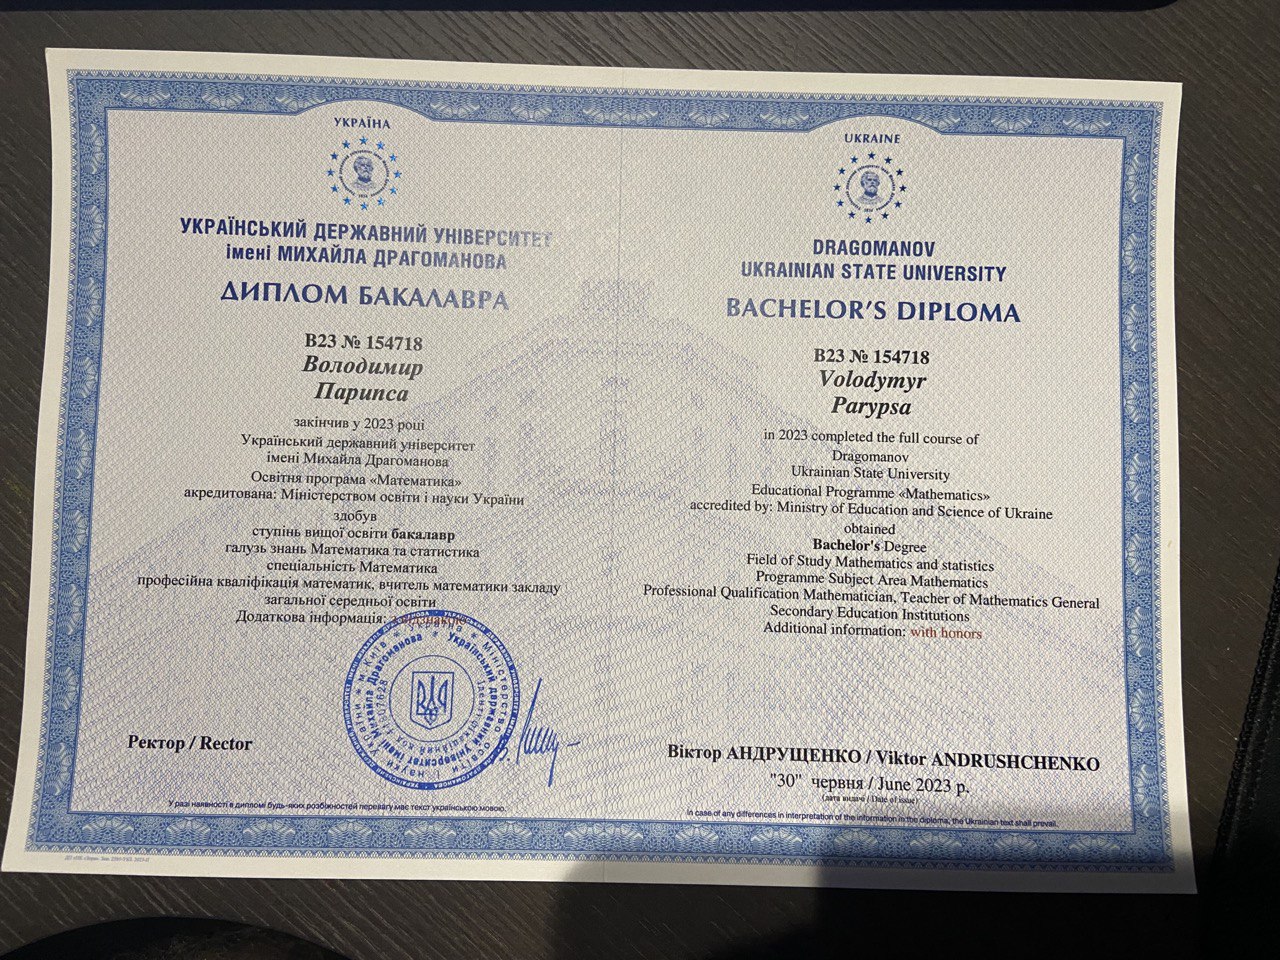 УКРАЇНА
УКРАЇНСЬКИЙ ДЕРЖАВНИЙ УНІВЕРСИТЕТ
імені МИХАЙЛА ДРАГОМАНОВА
ДИПЛОМ БАКАЛАВРА
В23 № 154718
Володимир
Парипса
закінчив у 2023 році
Український державний університет
імені Михайла Драгоманова
Освітня програма «Математика»
акредитована: Міністерством освіти і науки України
здобув
ступінь вищої освіти бакалавр
галузь знань Математика та статистика
спеціальність Математика
професійна кваліфікація математик, вчитель математики закладу
загальної середньої освіти
Додаткова інформація: з відзнакою
Ректор / Rector
У разі наявності в дипломі будь-яких розбіжностей перевагу має текст українською мовою.
UKRAINE
DRAGOMANOV
UKRAINIAN STATE UNIVERSITY
BACHELOR'S DIPLOMA
B23 № 154718
Volodymyr
Parypsa
in 2023 completed the full course of
Dragomanov
Ukrainian State University
Educational Programme «Mathematics»
accredited by: Ministry of Education and Science of Ukraine
obtained
Bachelor's Degree
Field of Study Mathematics and statistics
Programme Subject Area Mathematics
Professional Qualification Mathematician, Teacher of Mathematics General
Secondary Education Institutions
Additional information: with honors
Віктор АНДРУЩЕНКО / Viktor ANDRUSHCHENKO
"30" червня / June 2023 р.
(дата видачі / Date of issue)
In case of any differences in interpretation of the information in the diploma, the Ukrainian text shall prevail.